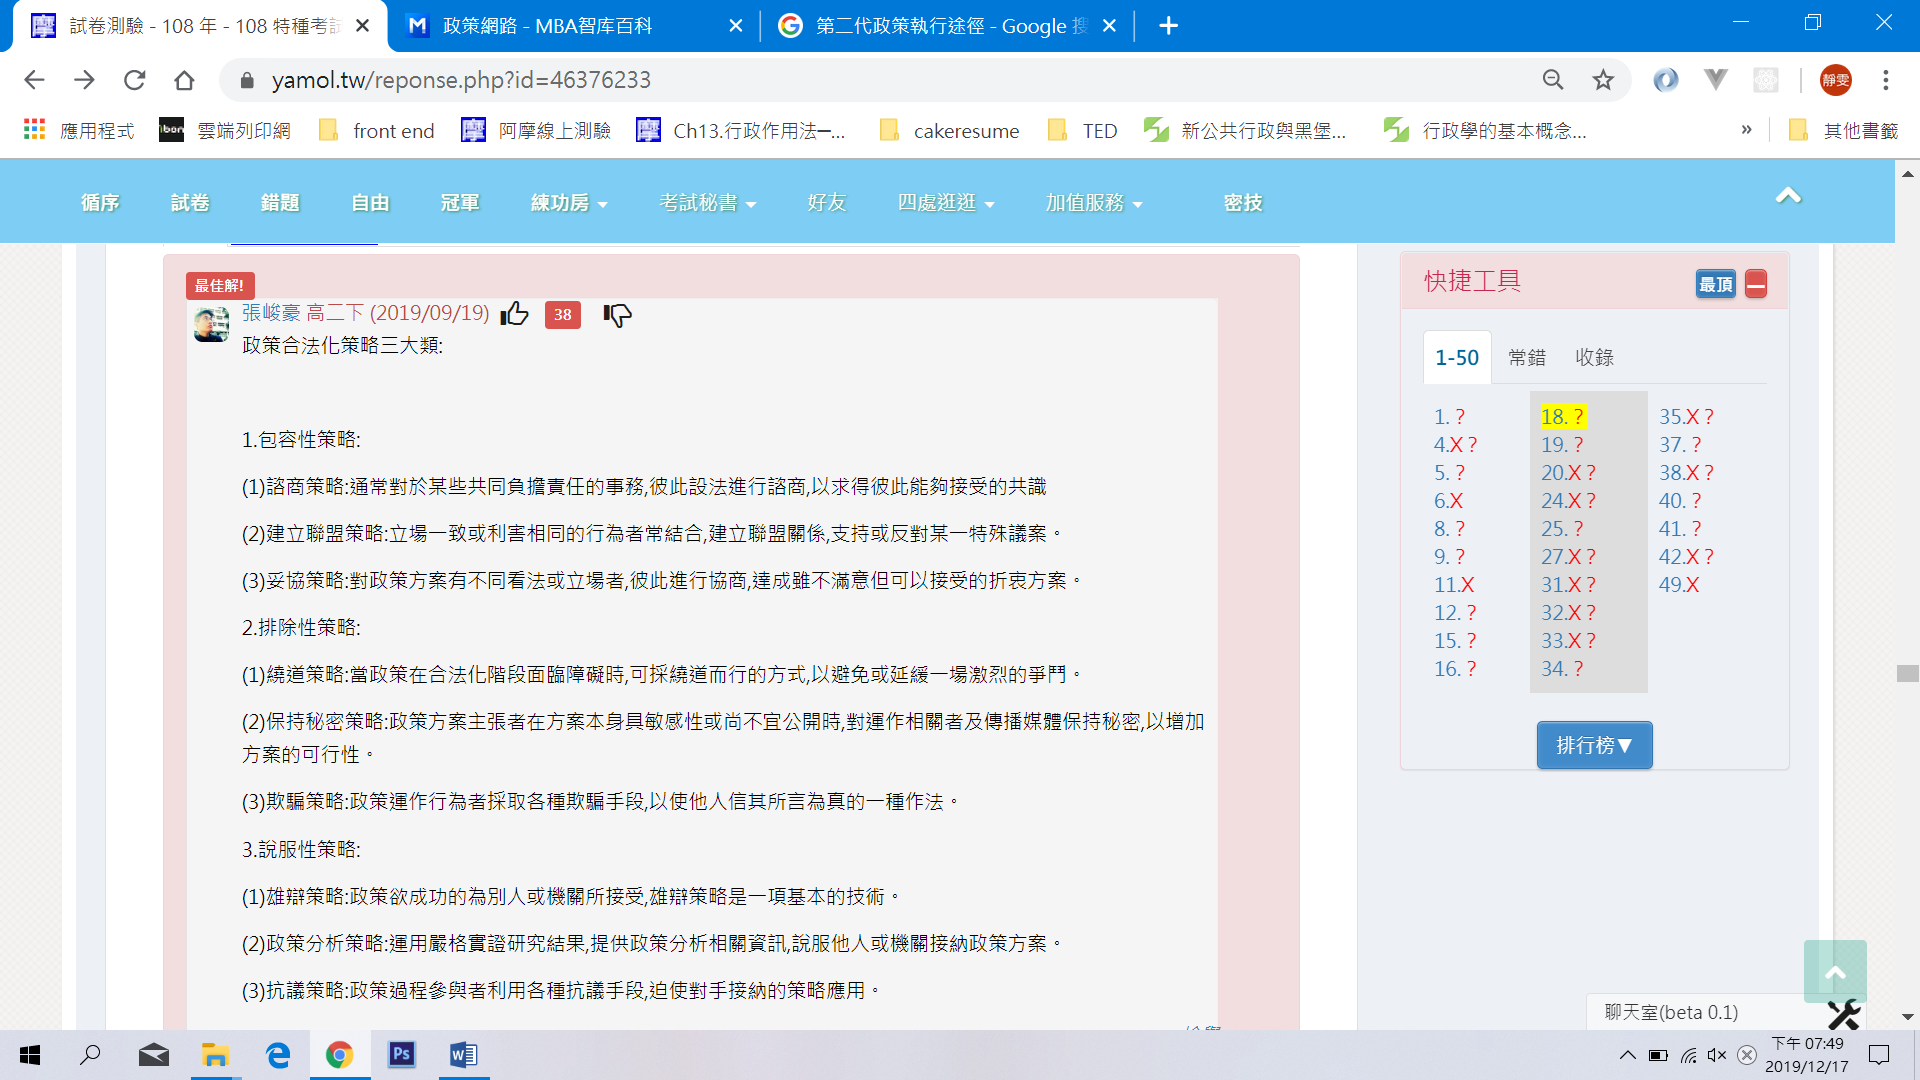 試卷測驗 - 108 年 - 108 特種考試
政策網路 - MBA智库百科
第二代政策執行途徑 - Google 搜
yamol.tw/reponse.php?id=46376233
靜雯
應用程式
ibon
雲端列印網
front end
阿摩線上測驗
Ch13.行政作用法─...
cakeresume
TED
新公共行政與黑堡...
行政學的基本概念...
»
其他書籤
循序
試卷
錯題
自由
冠軍
練功房
考試秘書
好友
四處逛逛
加值服務
密技
最佳解!
張峻豪 高二下 (2019/09/19)
38
政策合法化策略三大類:
1.包容性策略:
(1)諮商策略:通常對於某些共同負擔責任的事務,彼此設法進行諮商,以求得彼此能夠接受的共識
(2)建立聯盟策略:立場一致或利害相同的行為者常結合,建立聯盟關係,支持或反對某一特殊議案。
(3)妥協策略:對政策方案有不同看法或立場者,彼此進行協商,達成雖不滿意但可以接受的折衷方案。
2.排除性策略:
(1)繞道策略:當政策在合法化階段面臨障礙時,可採繞道而行的方式,以避免或延緩一場激烈的爭鬥。
(2)保持秘密策略:政策方案主張者在方案本身具敏感性或尚不宜公開時,對運作相關者及傳播媒體保持秘密,以增加
方案的可行性。
(3)欺騙策略:政策運作行為者採取各種欺騙手段,以使他人信其所言為真的一種作法。
3.說服性策略:
(1)雄辯策略:政策欲成功的為別人或機關所接受,雄辯策略是一項基本的技術。
(2)政策分析策略:運用嚴格實證研究結果,提供政策分析相關資訊,說服他人或機關接納政策方案。
(3)抗議策略:政策過程參與者利用各種抗議手段,迫使對手接納的策略應用。
快捷工具
最頂
1-50
常錯
收錄
1. ?
4.X ?
5. ?
6.X
8. ?
9. ?
11.X
12. ?
15. ?
16. ?
18. ?
19. ?
20.X ?
24.X ?
25. ?
27.X ?
31.X ?
32.X ?
33.X ?
34. ?
35.X ?
37. ?
38.X ?
40. ?
41. ?
42.X ?
49.X
排行榜▼
聊天室(beta 0.1)
Ps
下午 07:49
2019/12/17